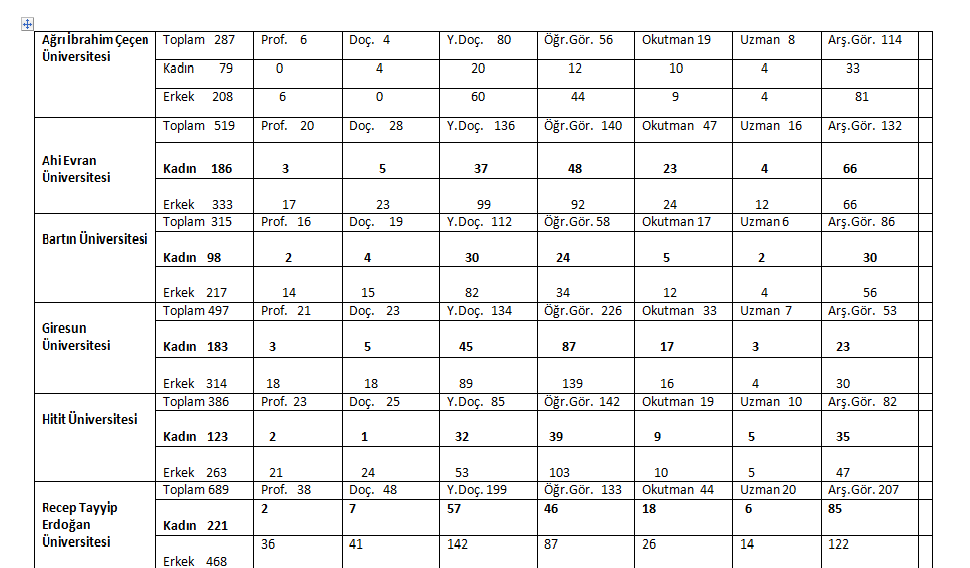 Ağrı İbrahim Çeçen Üniversitesi Toplam 287 Prof. 6 Doç. 4 Y.Doç. 80 Öğr.Gör. 56 Okutman 19 Uzman 8 Arş.Gör. 114
Kadın 79 0 4 20 12 10 4 33
Erkek 208 6 0 60 44 9 4 81
Ahi Evran Üniversitesi Toplam 519 Prof. 20 Doç. 28 Y.Doç. 136 Öğr.Gör. 140 Okutman 47 Uzman 16 Arş.Gör. 132
Kadın 186 3 5 37 48 23 4 66
Erkek 333 17 23 99 92 24 12 66
Bartın Üniversitesi Toplam 315 Prof. 16 Doç. 19 Y.Doç. 112 Öğr.Gör. 58 Okutman 17 Uzman 6 Arş.Gör. 86
Kadın 98 2 4 30 24 5 2 30
Erkek 217 14 15 82 34 12 4 56
Giresun Üniversitesi Toplam 497 Prof. 21 Doç. 23 Y.Doç. 134 Öğr.Gör. 226 Okutman 33 Uzman 7 Arş.Gör. 53
Kadın 183 3 5 45 87 17 3 23
Erkek 314 18 18 89 139 16 4 30
Hitit Üniversitesi Toplam 386 Prof. 23 Doç. 25 Y.Doç. 85 Öğr.Gör. 142 Okutman 19 Uzman 10 Arş.Gör. 82
Kadın 123 2 1 32 39 9 5 35
Erkek 263 21 24 53 103 10 5 47
Recep Tayyip Erdoğan Üniversitesi Toplam 689 Prof. 38 Doç. 48 Y.Doç. 199 Öğr.Gör. 133 Okutman 44 Uzman 20 Arş.Gör. 207
Kadın 221 2 7 57 46 18 6 85
Erkek 468 36 41 142 87 26 14 122